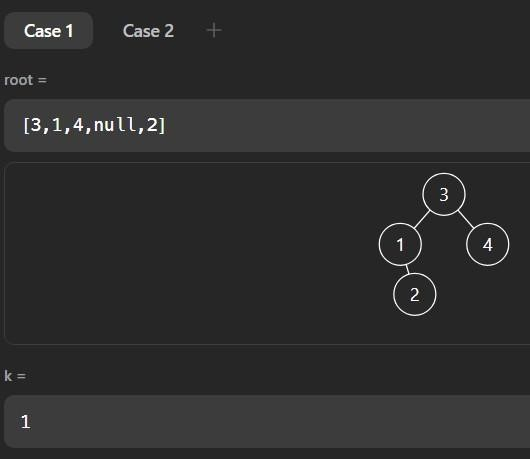 Case 1 Case 2 +
root =
[3,1,4,null,2]
3
1 4
2
k =
1